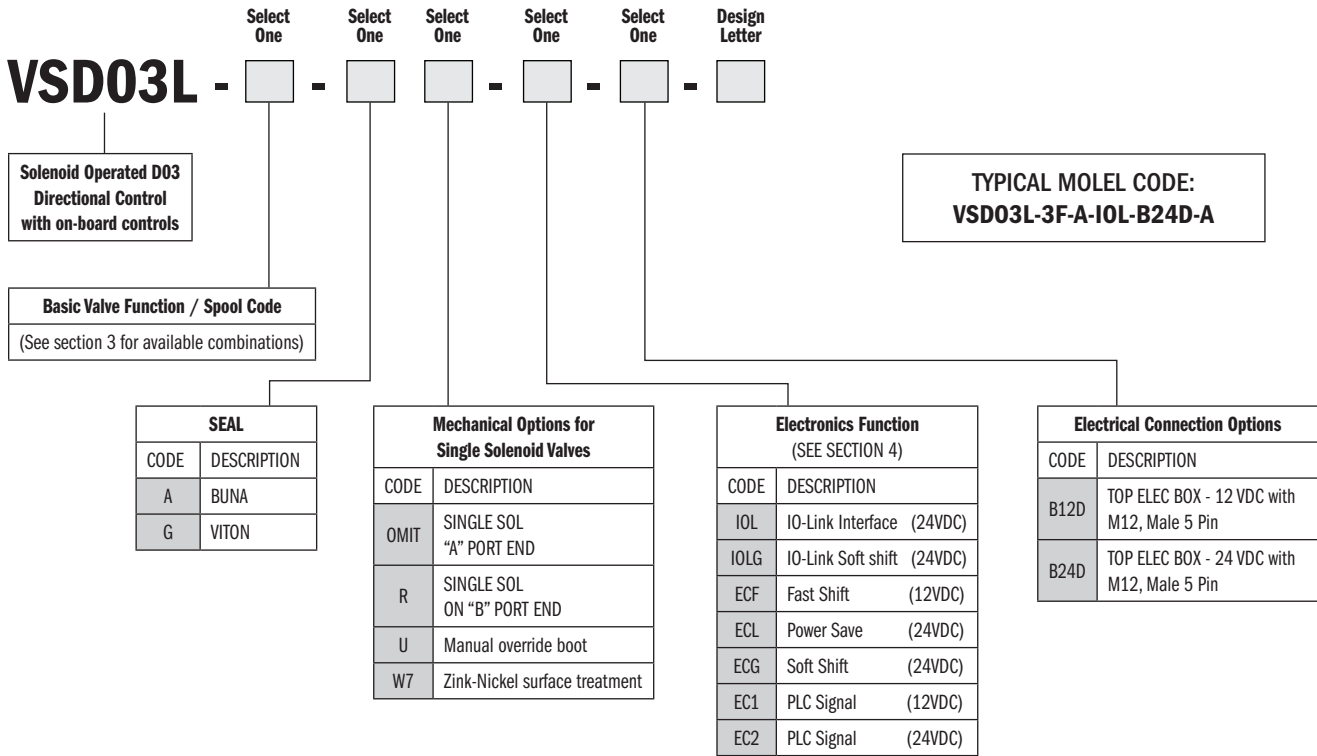 Select One
Select One
Select One
Select One
Select One
Design Letter
VSD03L - - - - -
Solenoid Operated D03
Directional Control
with on-board controls
TYPICAL MOLEL CODE:
VSD03L-3F-A-IOL-B24D-A
Basic Valve Function / Spool Code
(See section 3 for available combinations)
SEAL
CODE DESCRIPTION
A BUNA
G VITON
Mechanical Options for
Single Solenoid Valves
CODE DESCRIPTION
OMIT SINGLE SOL
"A" PORT END
R SINGLE SOL
ON "B" PORT END
U Manual override boot
W7 Zink-Nickel surface treatment
Electronics Function
(SEE SECTION 4)
CODE DESCRIPTION
IOL IO-Link Interface (24VDC)
IOLG IO-Link Soft shift (24VDC)
ECF Fast Shift (12VDC)
ECL Power Save (24VDC)
ECG Soft Shift (24VDC)
EC1 PLC Signal (12VDC)
EC2 PLC Signal (24VDC)
Electrical Connection Options
CODE DESCRIPTION
B12D TOP ELEC BOX - 12 VDC with
M12, Male 5 Pin
B24D TOP ELEC BOX - 24 VDC with
M12, Male 5 Pin